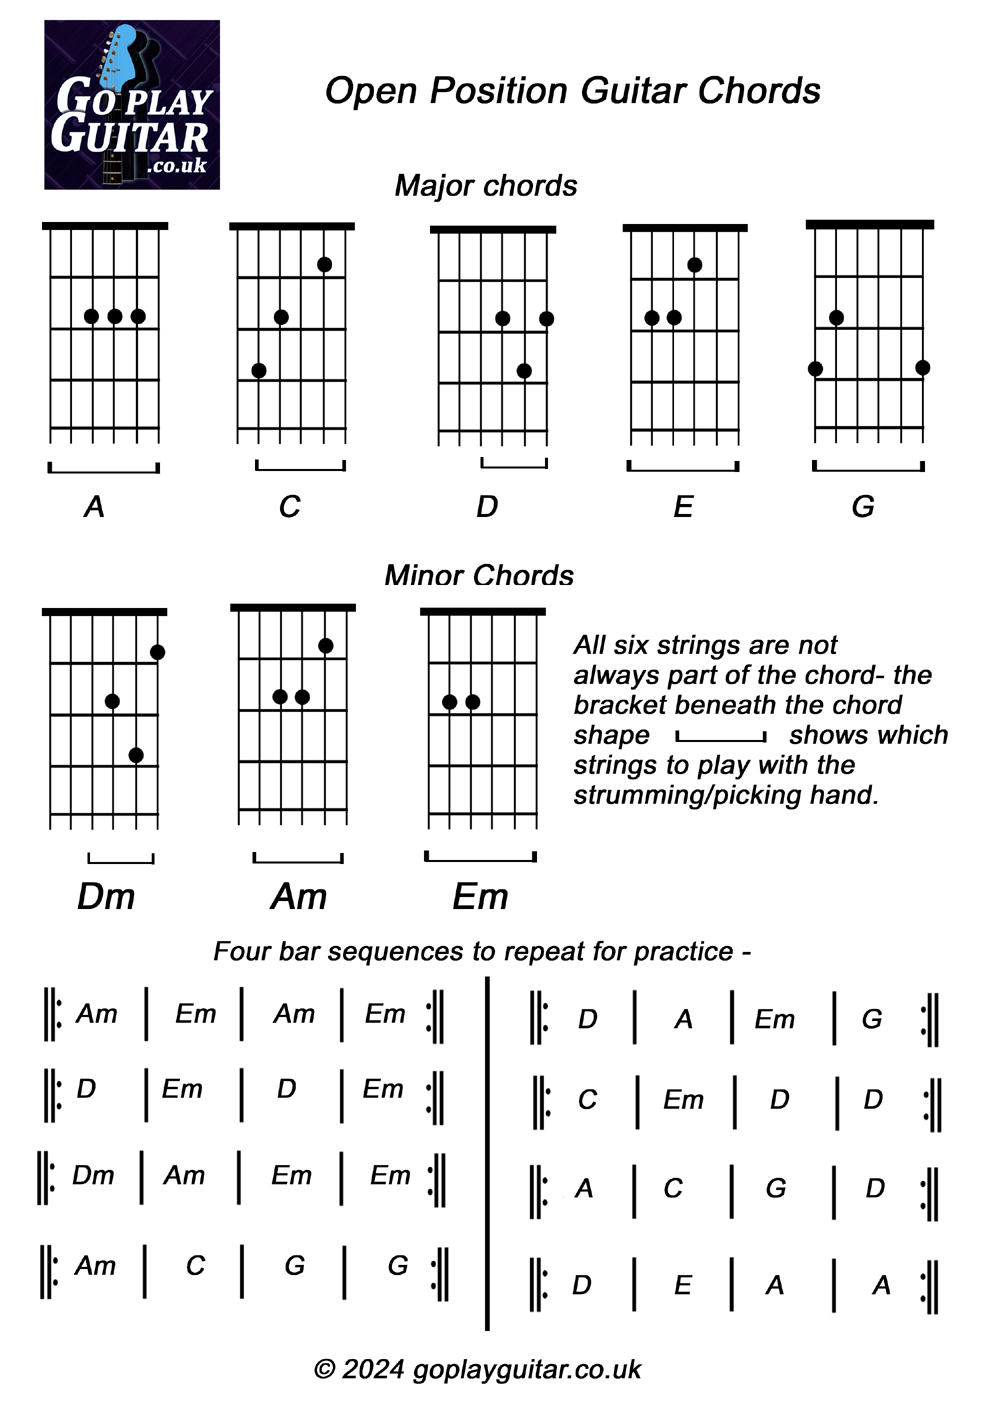 GO PLAY
GUITAR
.co.uk
Open Position Guitar Chords
Major chords
A C D E G
Minor Chords
Dm Am Em
All six strings are not
always part of the chord- the
bracket beneath the chord
shape shows which
strings to play with the
strumming/picking hand.
Four bar sequences to repeat for practice -
Am Em Am Em
D Em D Em
Dm Am Em Em
Am C G G
D A Em G
C Em D D
A C G D
D E A A
© 2024 goplayguitar.co.uk